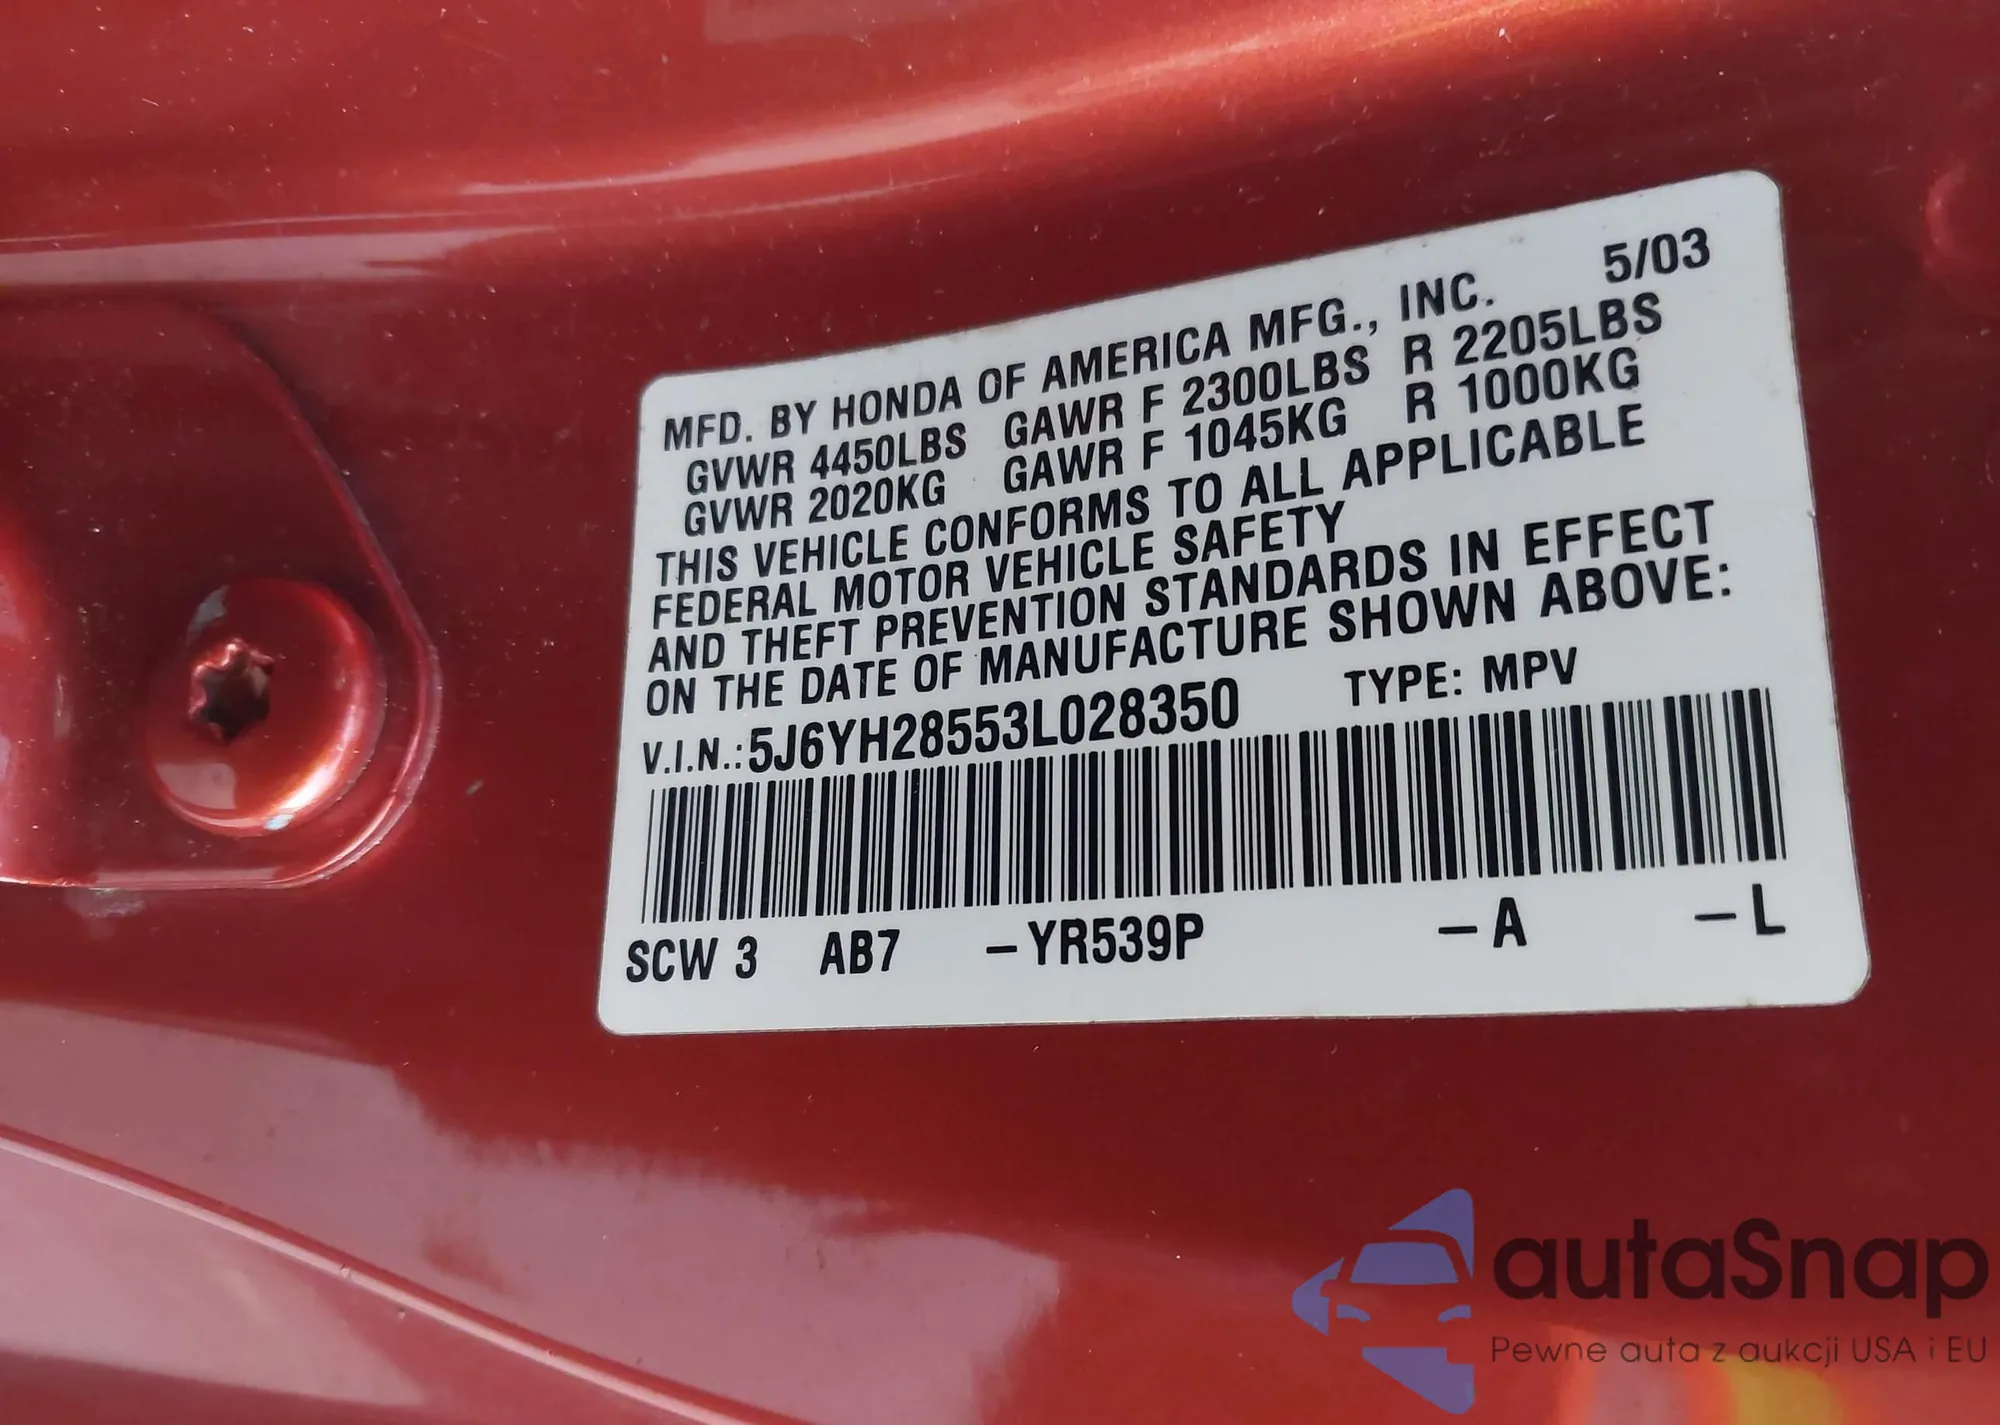 MFD. BY HONDA OF AMERICA MFG., INC. 5/03
GVWR 4450LBS GAWR F 2300LBS R 2205LBS
GVWR 2020KG GAWR F 1045KG R 1000KG
THIS VEHICLE CONFORMS TO ALL APPLICABLE
FEDERAL MOTOR VEHICLE SAFETY
AND THEFT PREVENTION STANDARDS IN EFFECT
ON THE DATE OF MANUFACTURE SHOWN ABOVE:
V.I.N.: 5J6YH28553L028350 TYPE: MPV
SCW 3 AB7 -YR539P -A -L
autaSnap
Pewne auta z aukcji USA i EU